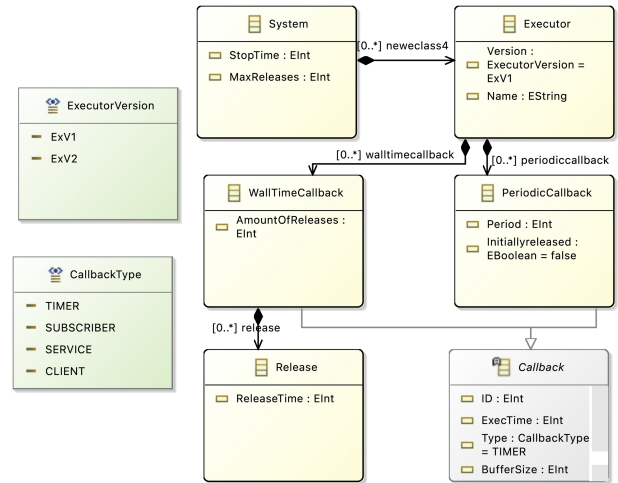 System
StopTime : EInt
MaxReleases : EInt
[0..*] neweclass4
Executor
Version :
ExecutorVersion =
ExV1
Name : EString
ExecutorVersion
ExV1
ExV2
[0..*] walltimecallback
[0..*] periodiccallback
WallTimeCallback
AmountOfReleases :
EInt
PeriodicCallback
Period : EInt
Initiallyreleased :
EBoolean = false
CallbackType
TIMER
SUBSCRIBER
SERVICE
CLIENT
[0..*] release
Release
ReleaseTime : EInt
Callback
ID : EInt
ExecTime : EInt
Type : CallbackType
= TIMER
BufferSize : EInt